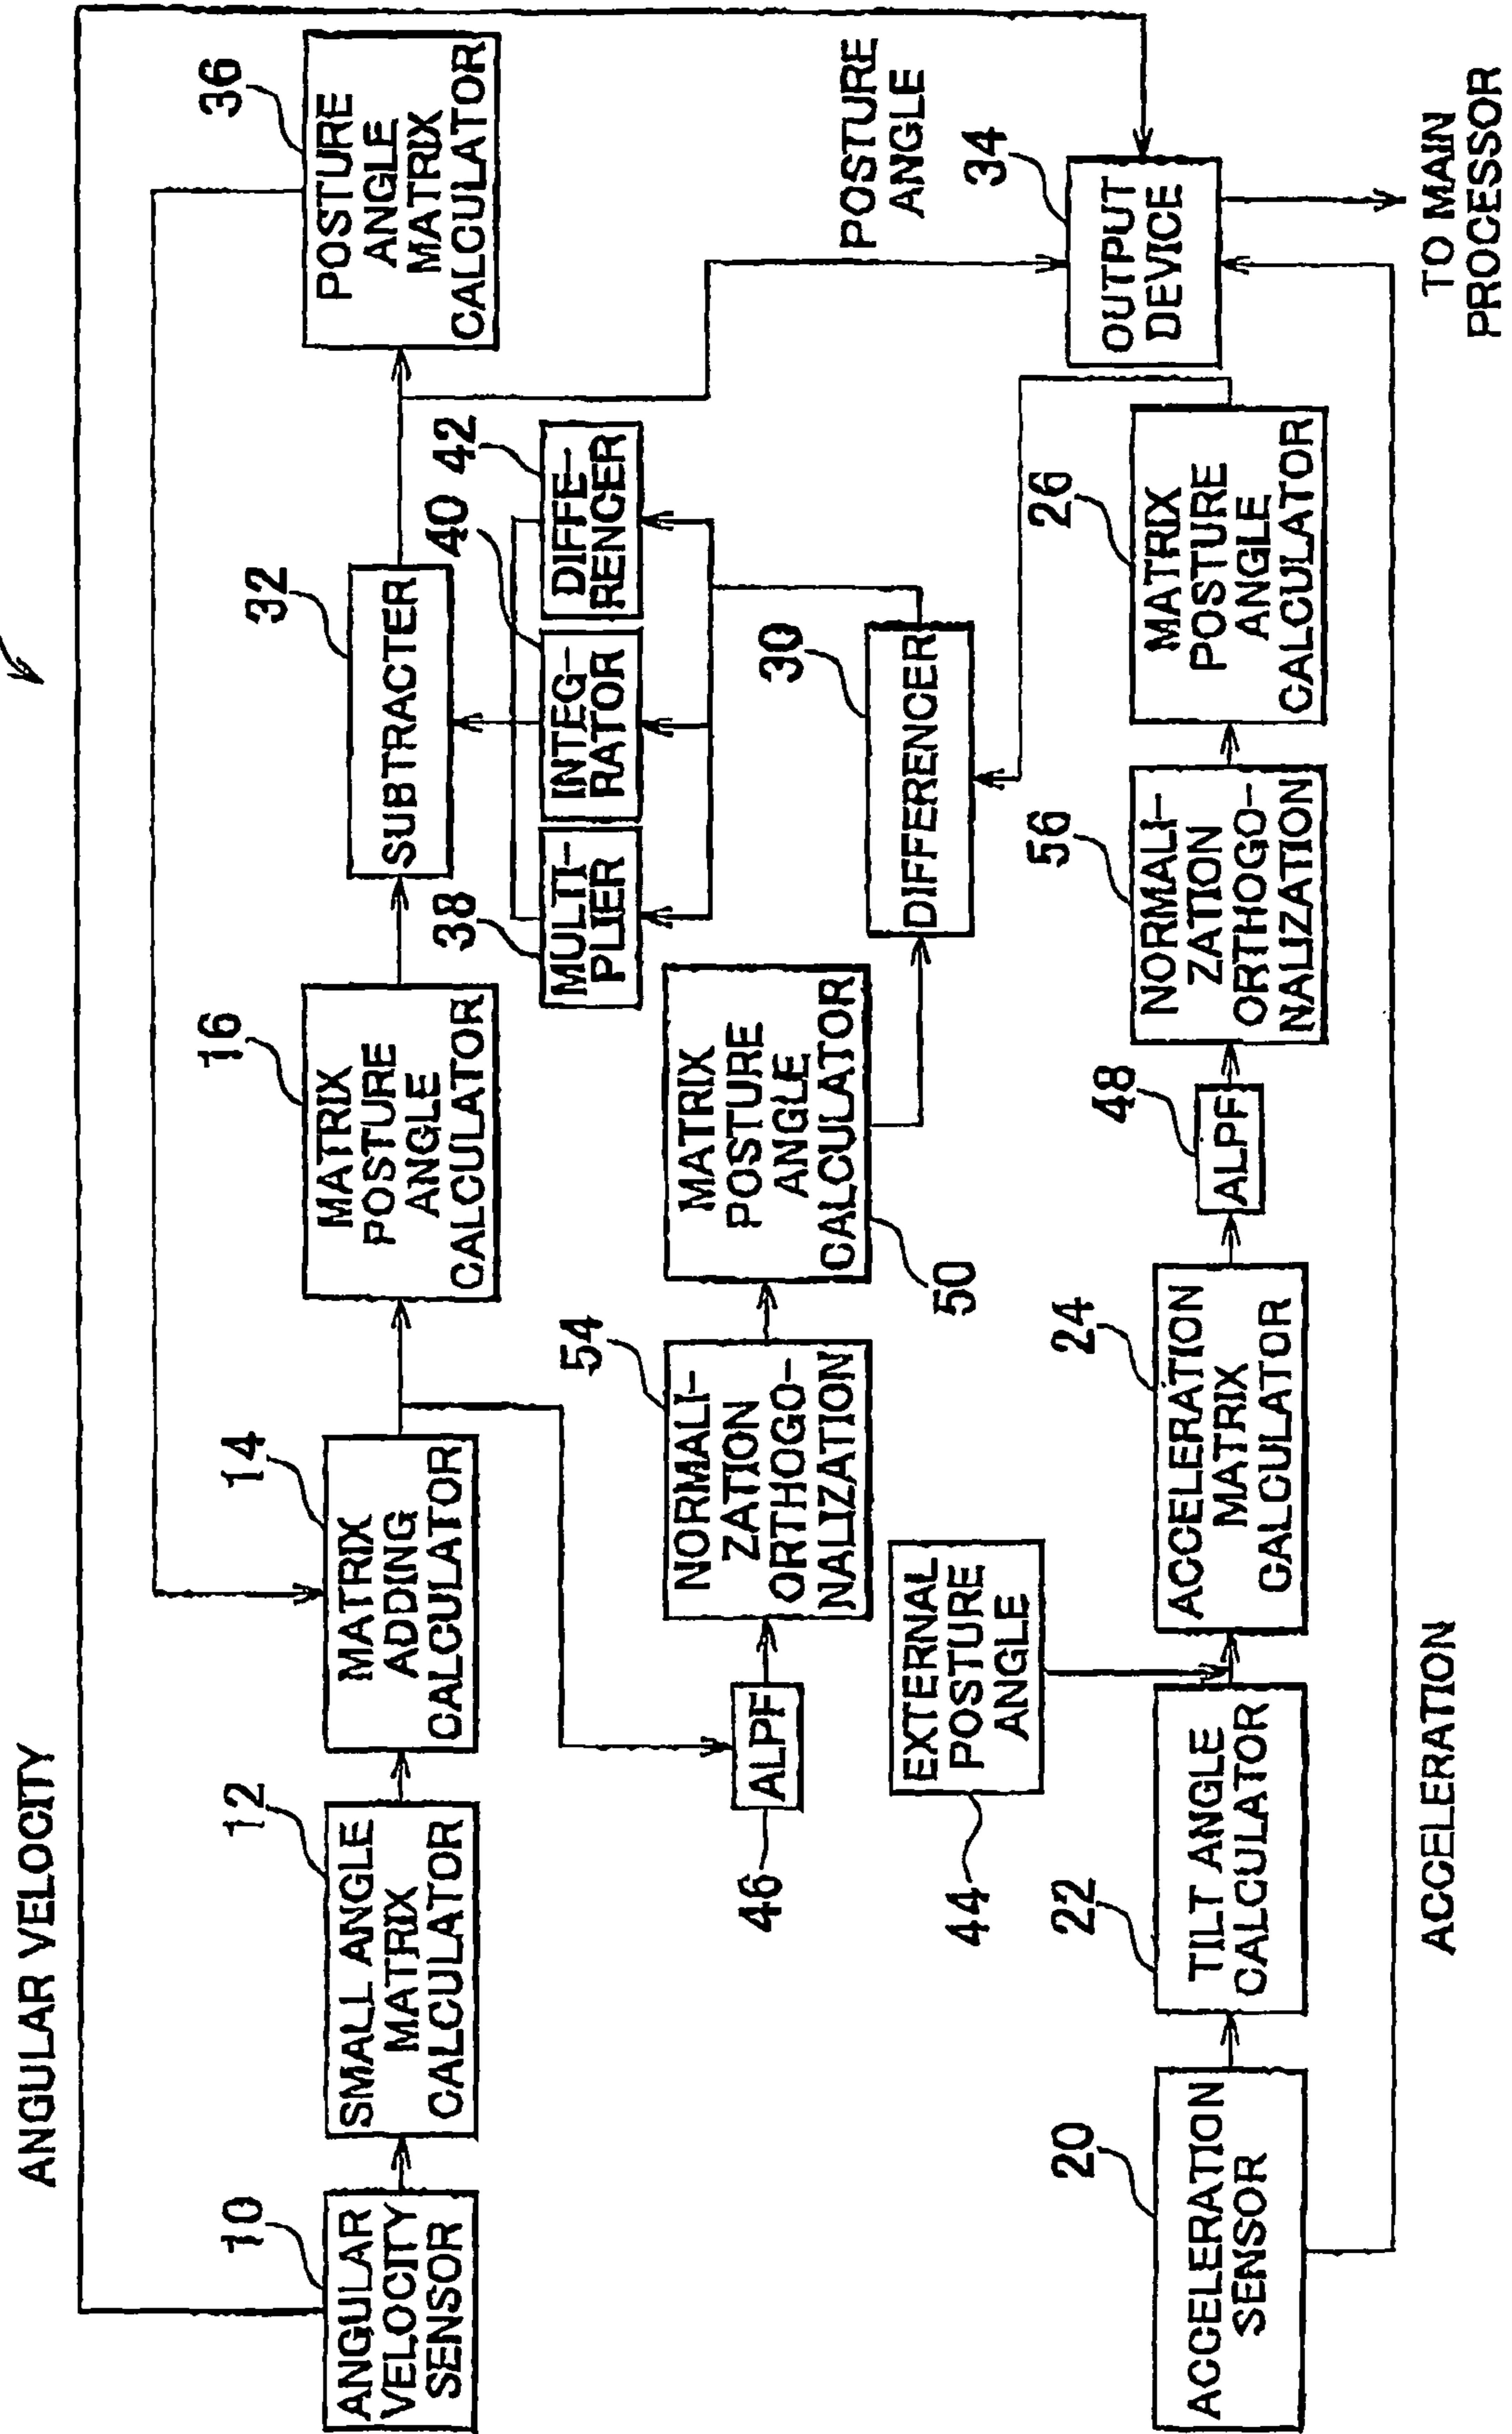 ANGULAR VELOCITY
10
ANGULAR
VELOCITY
SENSOR
12
SMALL ANGLE
MATRIX
CALCULATOR
14
MATRIX
ADDING
CALCULATOR
16
MATRIX
POSTURE
ANGLE
CALCULATOR
32
SUBTRACTER
36
POSTURE
ANGLE
MATRIX
CALCULATOR
38
MULTI-
PLIER
40
INTEG-
RATOR
42
DIFFE-
RENCER
46
ALPF
54
NORMALI-
ZATION
ORTHOGO-
NALIZATION
MATRIX
POSTURE
ANGLE
CALCULATOR
50
30
DIFFERENCER
POSTURE
ANGLE
34
OUTPUT
DEVICE
44
EXTERNAL
POSTURE
ANGLE
20
ACCELERATION
SENSOR
22
TILT ANGLE
CALCULATOR
24
ACCELERATION
MATRIX
CALCULATOR
48
ALPF
56
NORMALI-
ZATION
ORTHOGO-
NALIZATION
26
MATRIX
POSTURE
ANGLE
CALCULATOR
ACCELERATION
TO MAIN
PROCESSOR